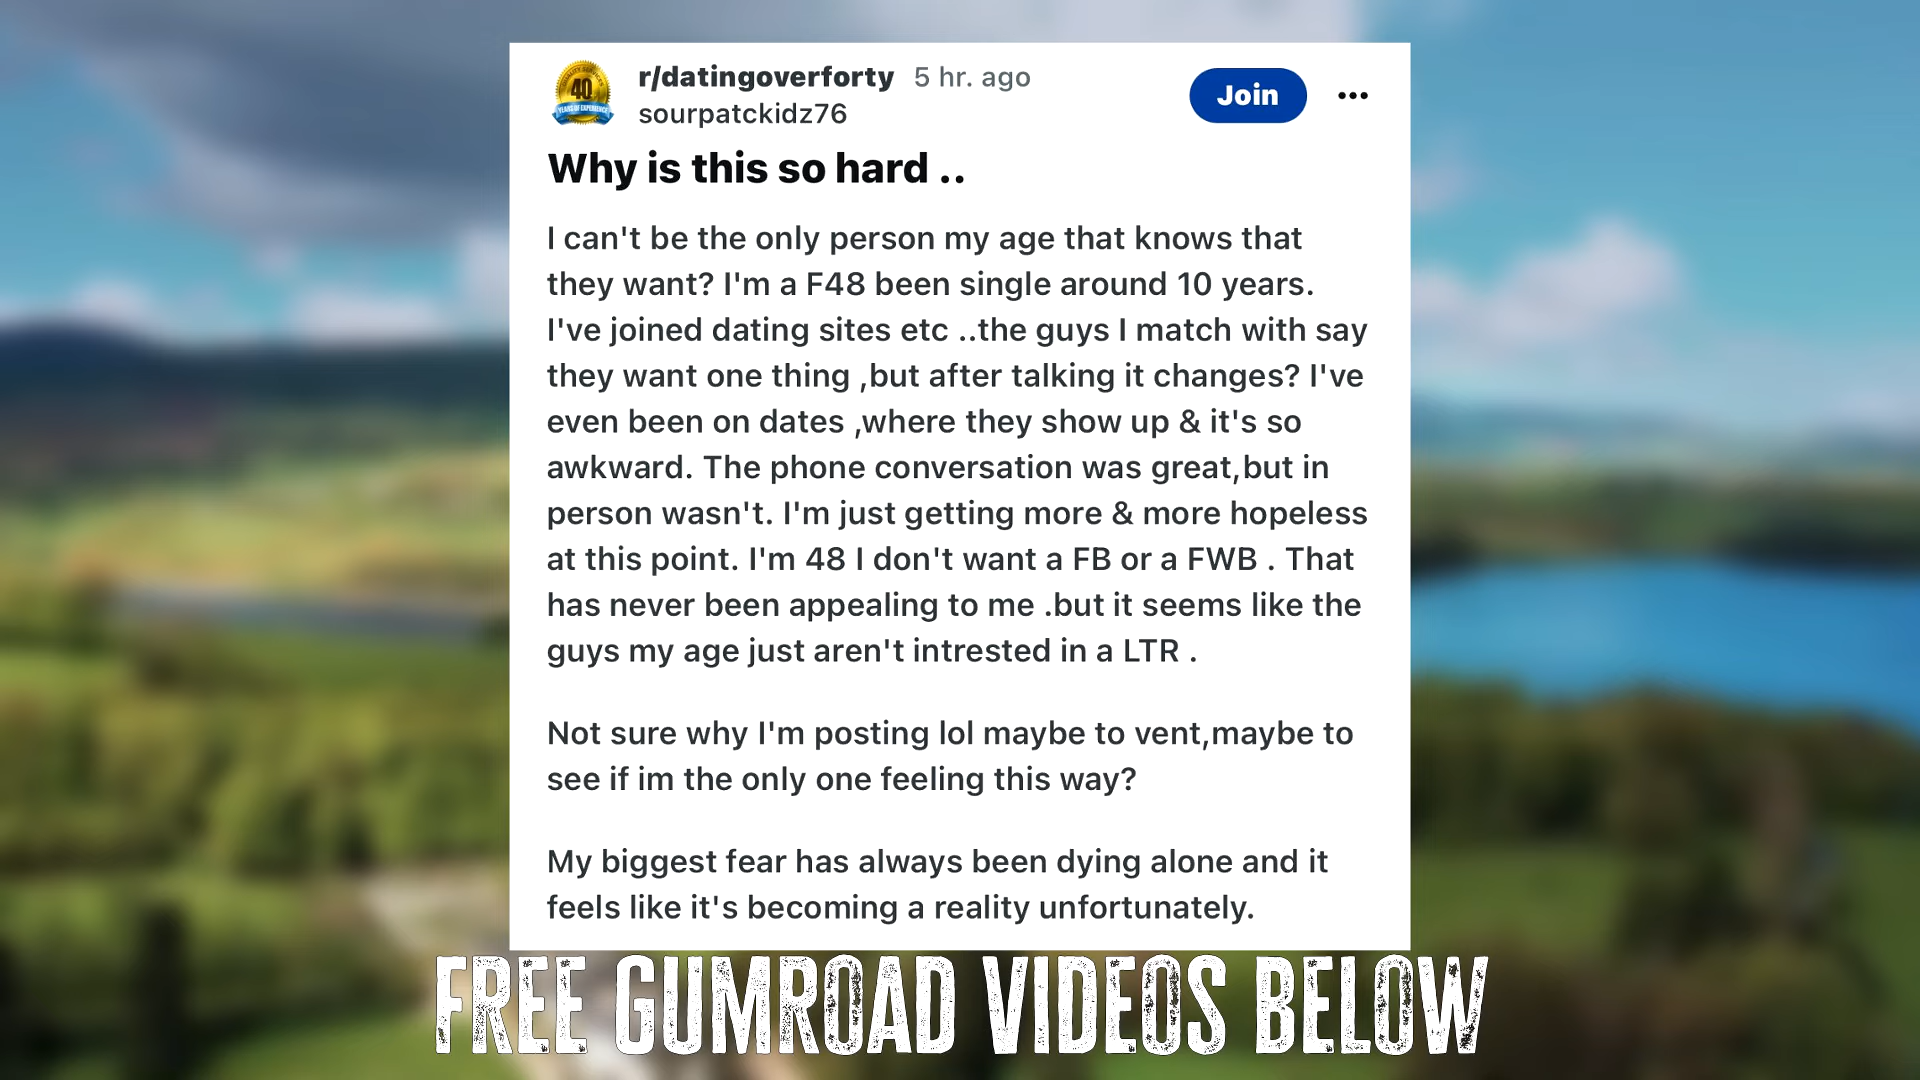 r/datingoverforty 5 hr. ago
sourpatckidz76
Join
40
YEARS OF EXPERIENCE
Why is this so hard ..
I can't be the only person my age that knows that
they want? I'm a F48 been single around 10 years.
I've joined dating sites etc ..the guys I match with say
they want one thing ,but after talking it changes? I've
even been on dates ,where they show up & it's so
awkward. The phone conversation was great,but in
person wasn't. I'm just getting more & more hopeless
at this point. I'm 48 I don't want a FB or a FWB . That
has never been appealing to me .but it seems like the
guys my age just aren't intrested in a LTR .
Not sure why I'm posting lol maybe to vent,maybe to
see if im the only one feeling this way?
My biggest fear has always been dying alone and it
feels like it's becoming a reality unfortunately.
FREE GUMROAD VIDEOS BELOW